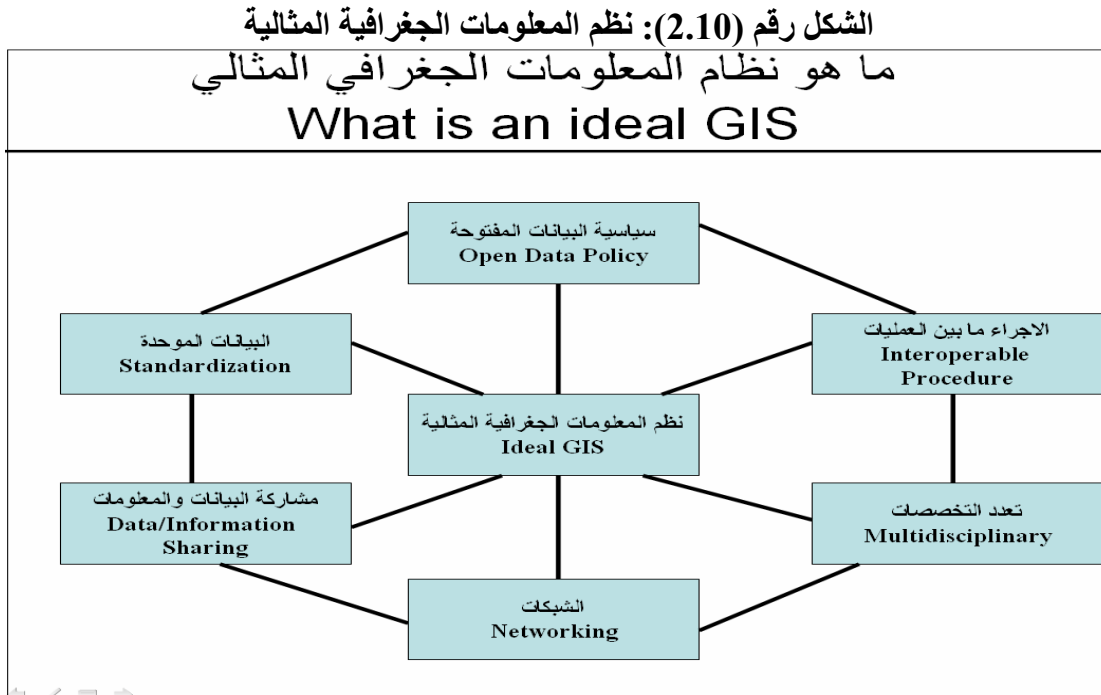 الشكل رقم (2.10): نظم المعلومات الجغرافية المثالية
ما هو نظام المعلومات الجغرافي المثالي
What is an ideal GIS
سياسية البيانات المفتوحة
Open Data Policy
البيانات الموحدة
Standardization
الاجراء ما بين العمليات
Interoperable
Procedure
نظم المعلومات الجغرافية المثالية
Ideal GIS
مشاركة البيانات والمعلومات
Data/Information
Sharing
تعدد التخصصات
Multidisciplinary
الشبكات
Networking